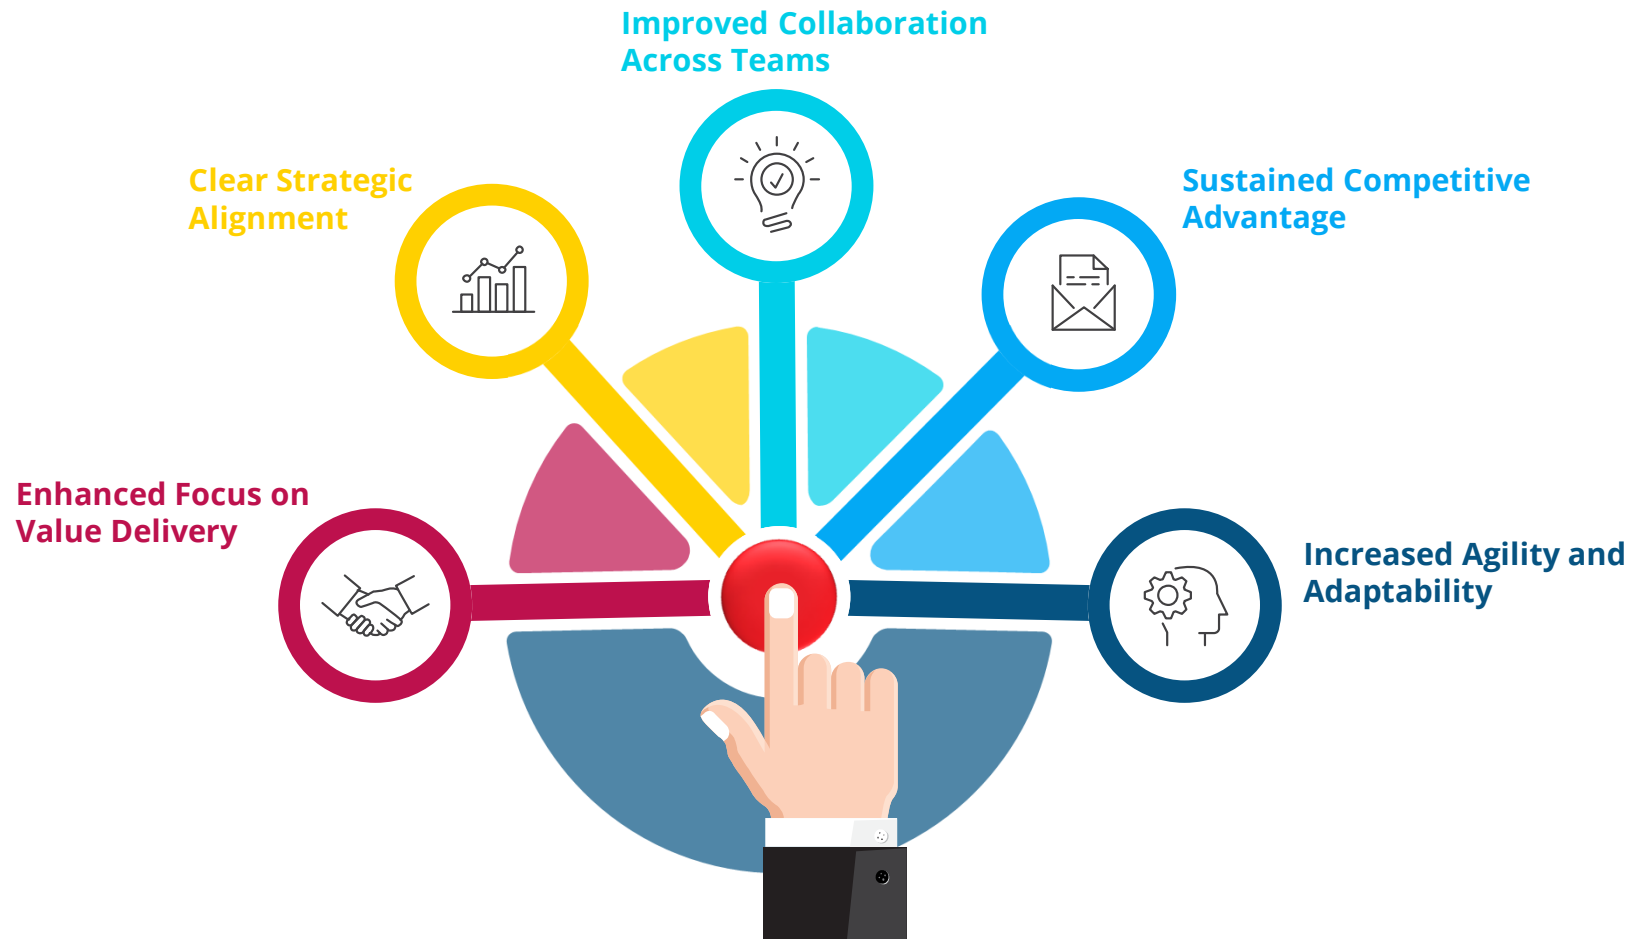 Improved Collaboration
Across Teams
Clear Strategic
Alignment
Sustained Competitive
Advantage
Enhanced Focus on
Value Delivery
Increased Agility and
Adaptability